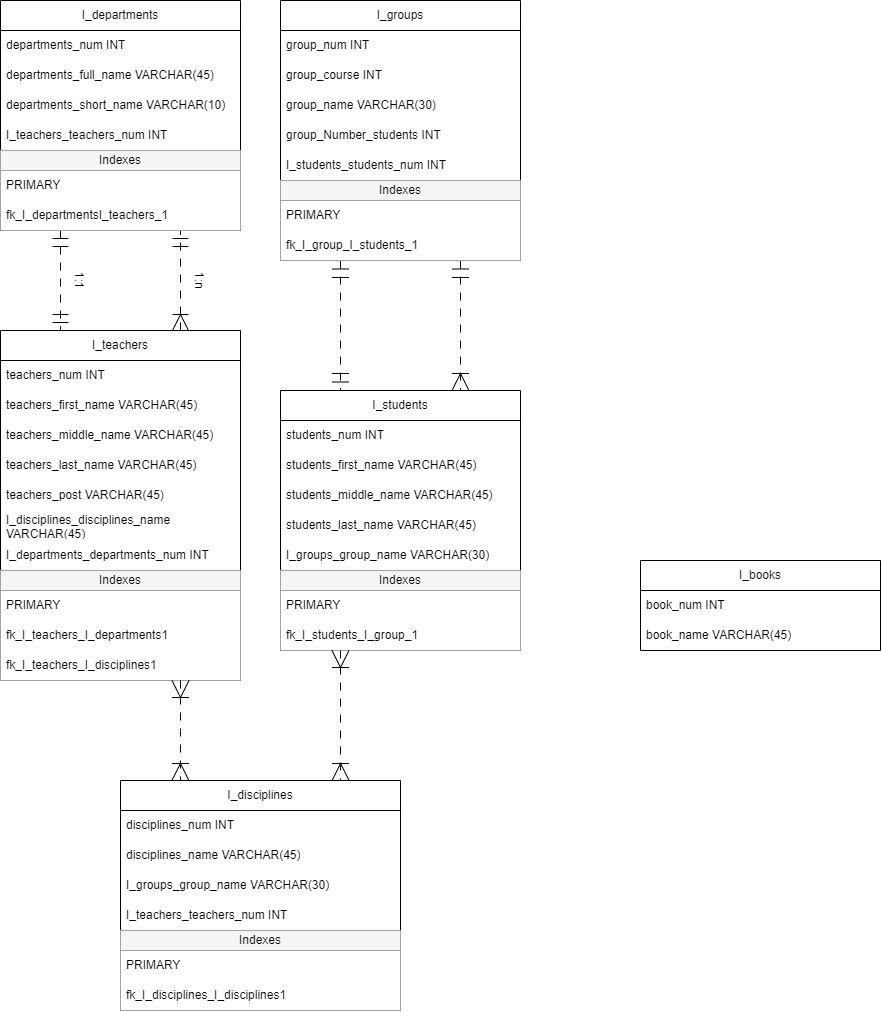 l_departments
departments_num INT
departments_full_name VARCHAR(45)
departments_short_name VARCHAR(10)
l_teachers_teachers_num INT
Indexes
PRIMARY
fk_l_departmentsl_teachers_1
1:1
1:n
l_groups
group_num INT
group_course INT
group_name VARCHAR(30)
group_Number_students INT
l_students_students_num INT
Indexes
PRIMARY
fk_l_group_l_students_1
l_teachers
teachers_num INT
teachers_first_name VARCHAR(45)
teachers_middle_name VARCHAR(45)
teachers_last_name VARCHAR(45)
teachers_post VARCHAR(45)
l_disciplines_disciplines_name
VARCHAR(45)
l_departments_departments_num INT
Indexes
PRIMARY
fk_l_teachers_l_departments1
fk_l_teachers_l_disciplines1
l_students
students_num INT
students_first_name VARCHAR(45)
students_middle_name VARCHAR(45)
students_last_name VARCHAR(45)
l_groups_group_name VARCHAR(30)
Indexes
PRIMARY
fk_l_students_l_group_1
l_books
book_num INT
book_name VARCHAR(45)
l_disciplines
disciplines_num INT
disciplines_name VARCHAR(45)
l_groups_group_name VARCHAR(30)
l_teachers_teachers_num INT
Indexes
PRIMARY
fk_l_disciplines_l_disciplines1